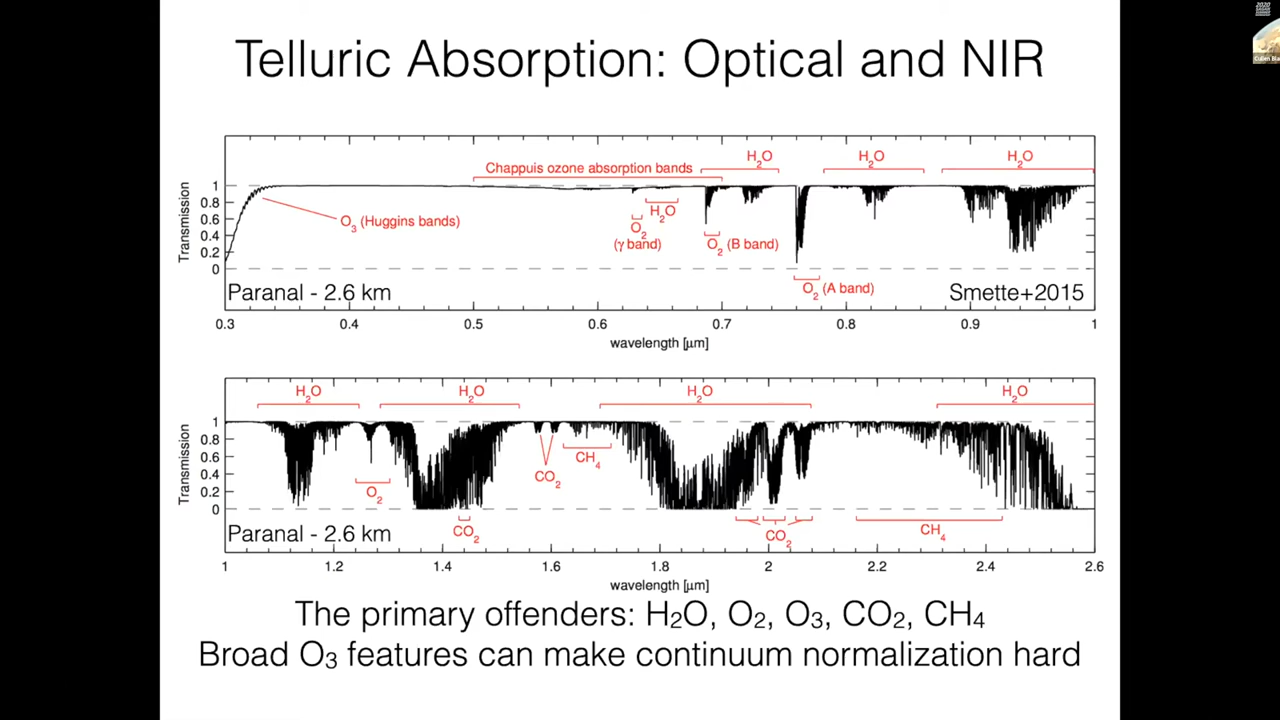 Telluric Absorption: Optical and NIR
Chappuis ozone absorption bands
H₂O
H₂O
H₂O
Transmission
1
0.8
0.6
0.4
0.2
0
O₃ (Huggins bands)
H₂O
O₂
(γ band)
O₂ (B band)
O₂ (A band)
Paranal - 2.6 km
Smette+2015
0.3 0.4 0.5 0.6 0.7 0.8 0.9 1
wavelength [μm]
H₂O
H₂O
H₂O
H₂O
Transmission
1
0.8
0.6
0.4
0.2
0
O₂
CO₂
CH₄
CO₂
CO₂
CH₄
Paranal - 2.6 km
1 1.2 1.4 1.6 1.8 2 2.2 2.4 2.6
wavelength [μm]
The primary offenders: H₂O, O₂, O₃, CO₂, CH₄
Broad O₃ features can make continuum normalization hard